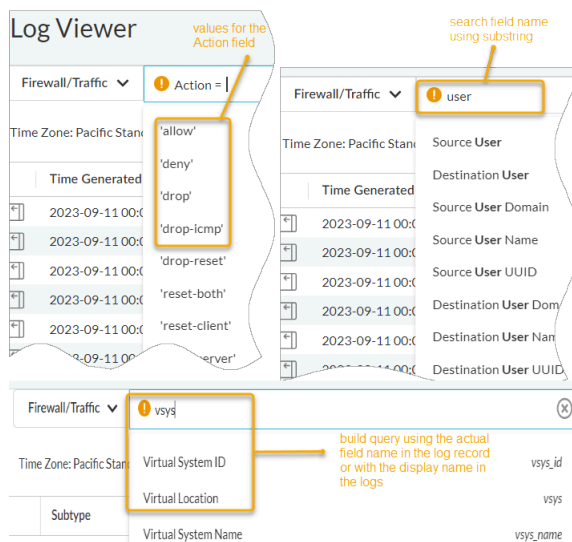 Log Viewer
values for the
Action field
Firewall/Traffic
Action =
Time Zone: Pacific Stand
'allow'
'deny'
'drop'
'drop-icmp'
'drop-reset'
'reset-both'
'reset-client'
Time Generated
2023-09-11 00:0
2023-09-11 00:0
2023-09-11 00:0
2023-09-11 00:0
2023-09-11 00:0
search field name
using substring
Firewall/Traffic
user
Time Zone: Pacific Stand
Source User
Destination User
Source User Domain
Source User Name
Source User UUID
Destination User Dom
Destination User Nam
Destination User UUID
Time Generated
2023-09-11 00:0
2023-09-11 00:0
2023-09-11 00:0
2023-09-11 00:0
2023-09-11 00:0
Firewall/Traffic
vsys
build query using the actual
field name in the log record
or with the display name in
the logs
Time Zone: Pacific Stan
Virtual System ID
vsys_id
Virtual Location
vsys
Subtype
Virtual System Name
vsys_name